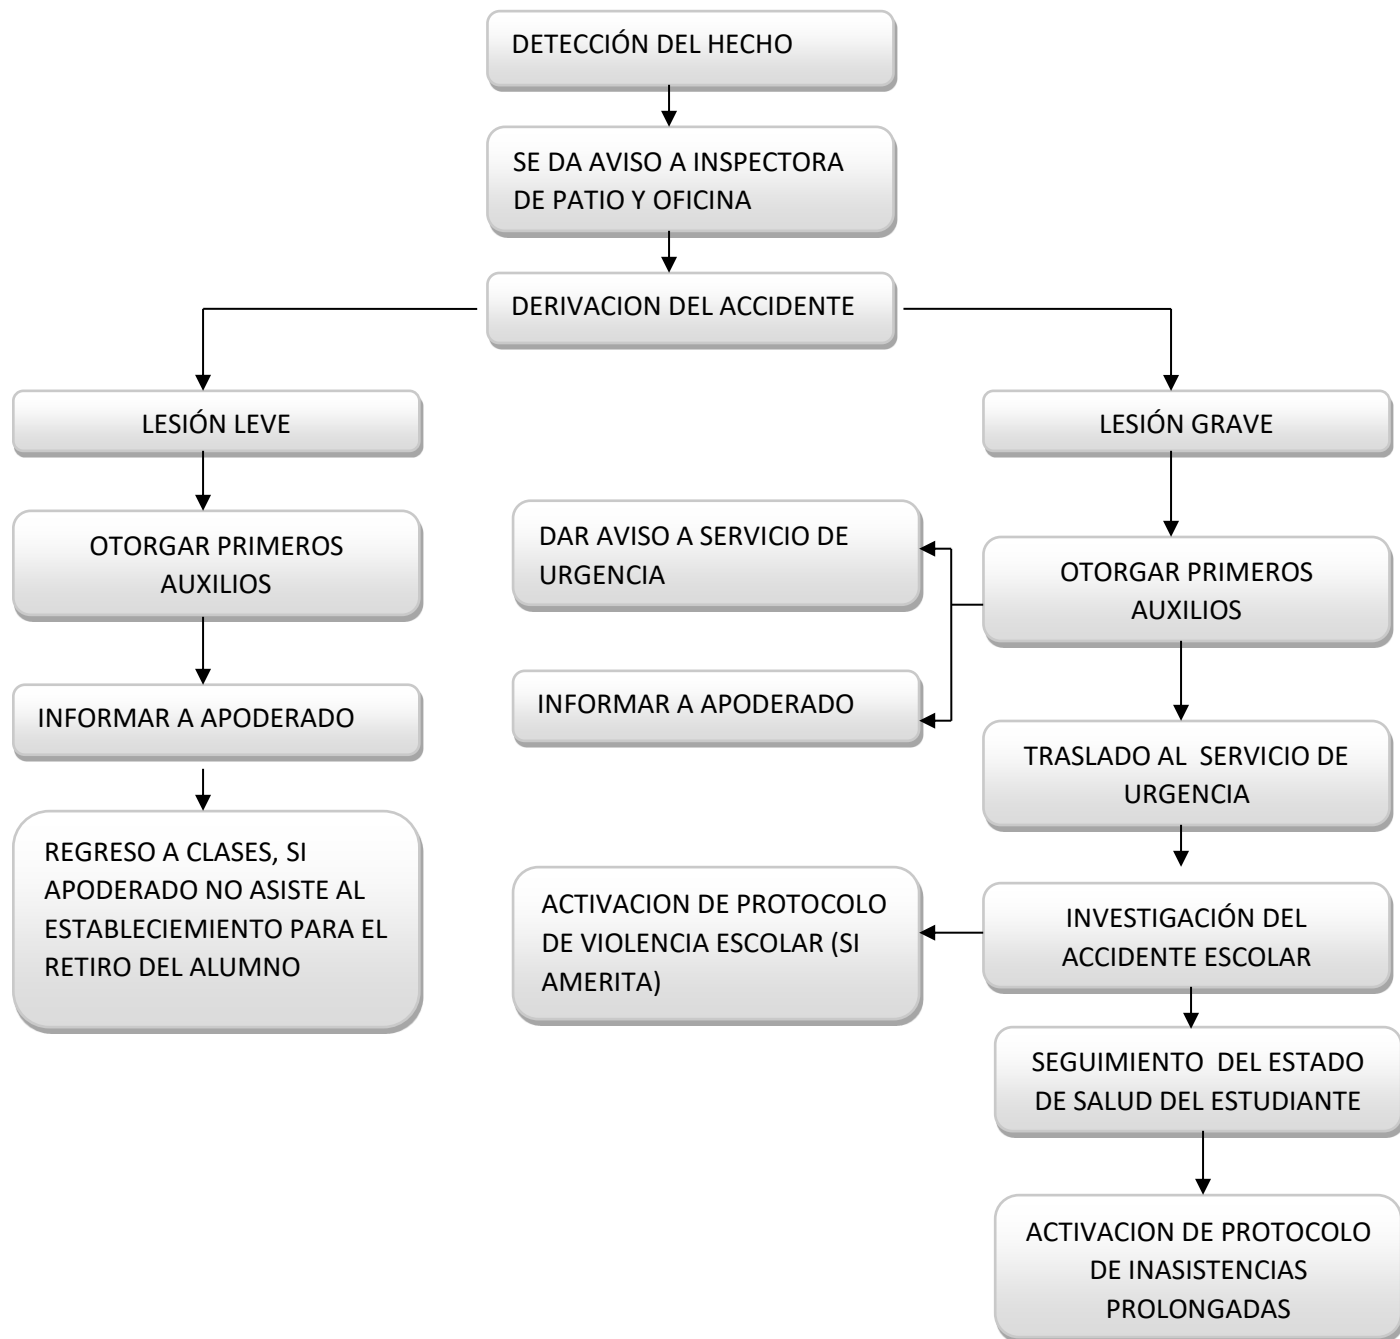 DETECCIÓN DEL HECHO
SE DA AVISO A INSPECTORA
DE PATIO Y OFICINA
DERIVACION DEL ACCIDENTE
LESIÓN LEVE
OTORGAR PRIMEROS
AUXILIOS
INFORMAR A APODERADO
REGRESO A CLASES, SI
APODERADO NO ASISTE AL
ESTABLECIEMIENTO PARA EL
RETIRO DEL ALUMNO
LESIÓN GRAVE
OTORGAR PRIMEROS
AUXILIOS
DAR AVISO A SERVICIO DE
URGENCIA
INFORMAR A APODERADO
TRASLADO AL SERVICIO DE
URGENCIA
INVESTIGACIÓN DEL
ACCIDENTE ESCOLAR
ACTIVACION DE PROTOCOLO
DE VIOLENCIA ESCOLAR (SI
AMERITA)
SEGUIMIENTO DEL ESTADO
DE SALUD DEL ESTUDIANTE
ACTIVACION DE PROTOCOLO
DE INASISTENCIAS
PROLONGADAS